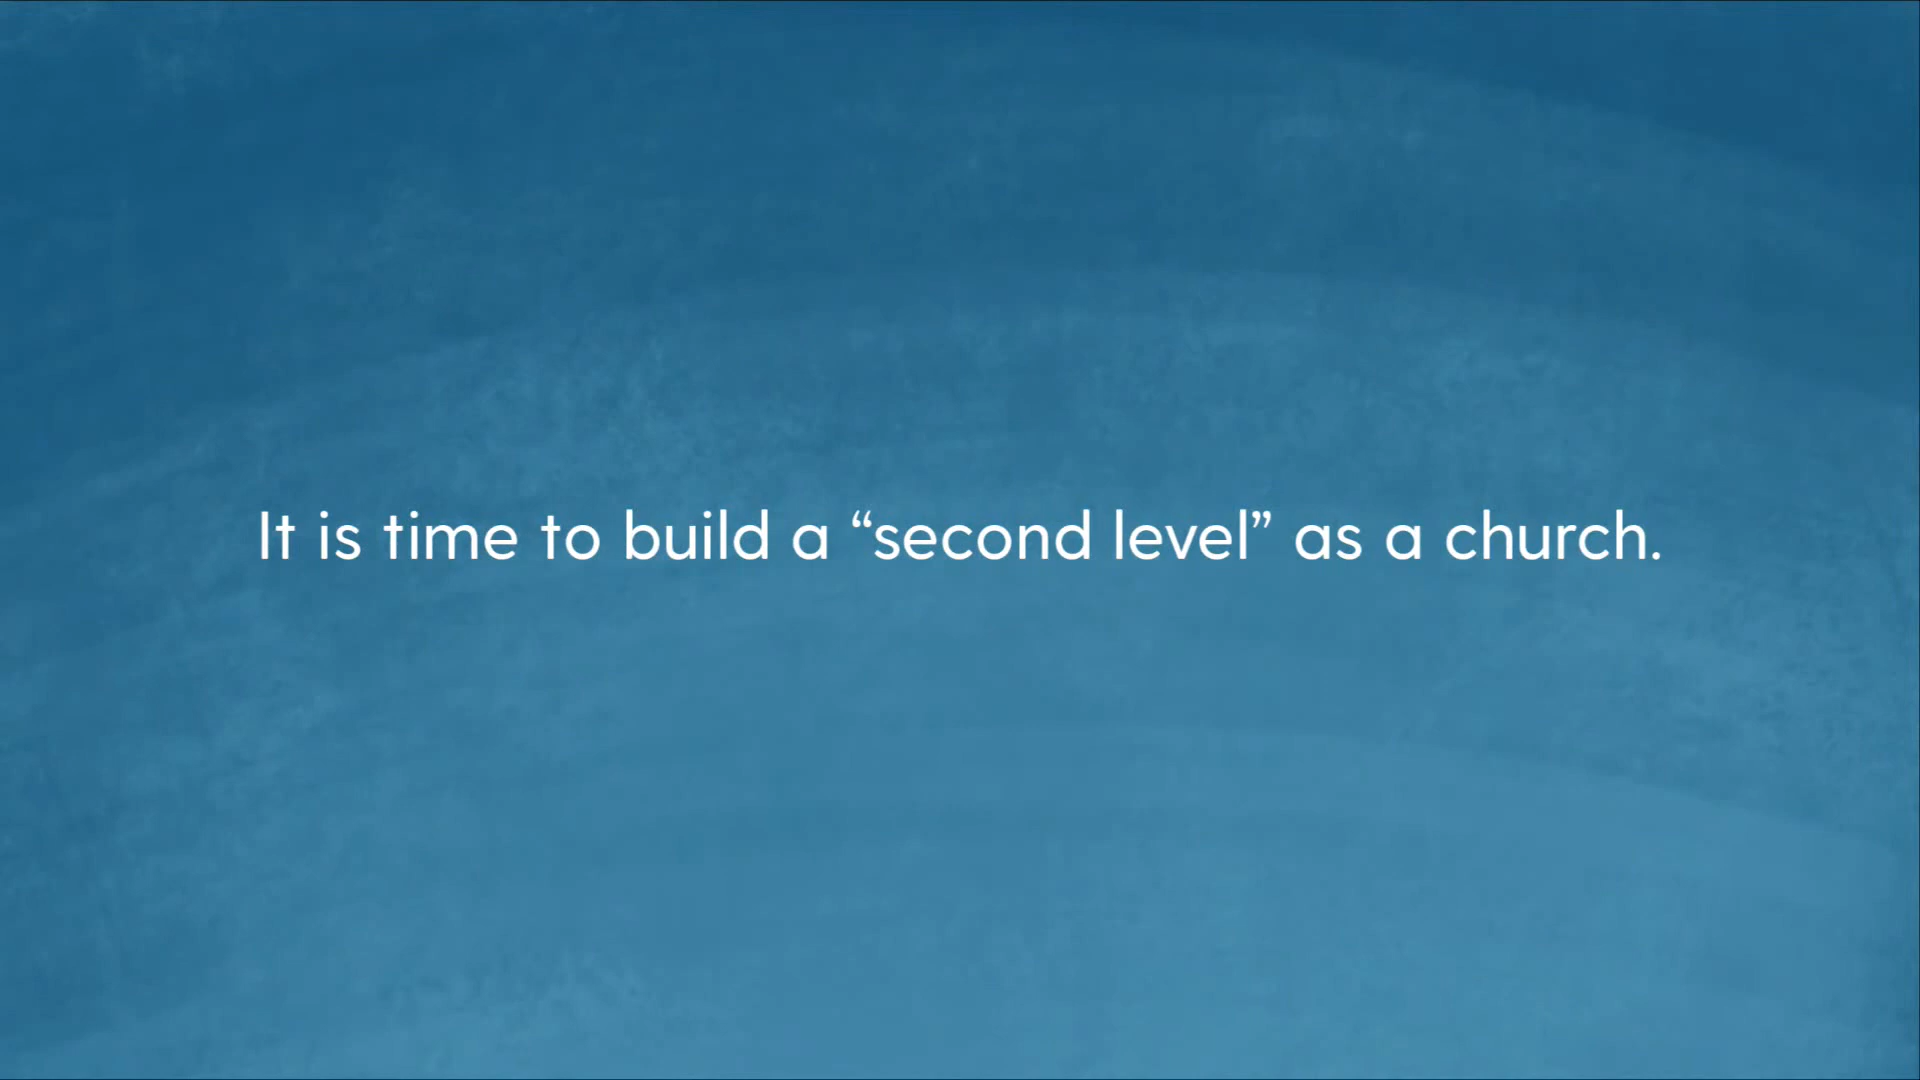 It is time to build a “second level” as a church.